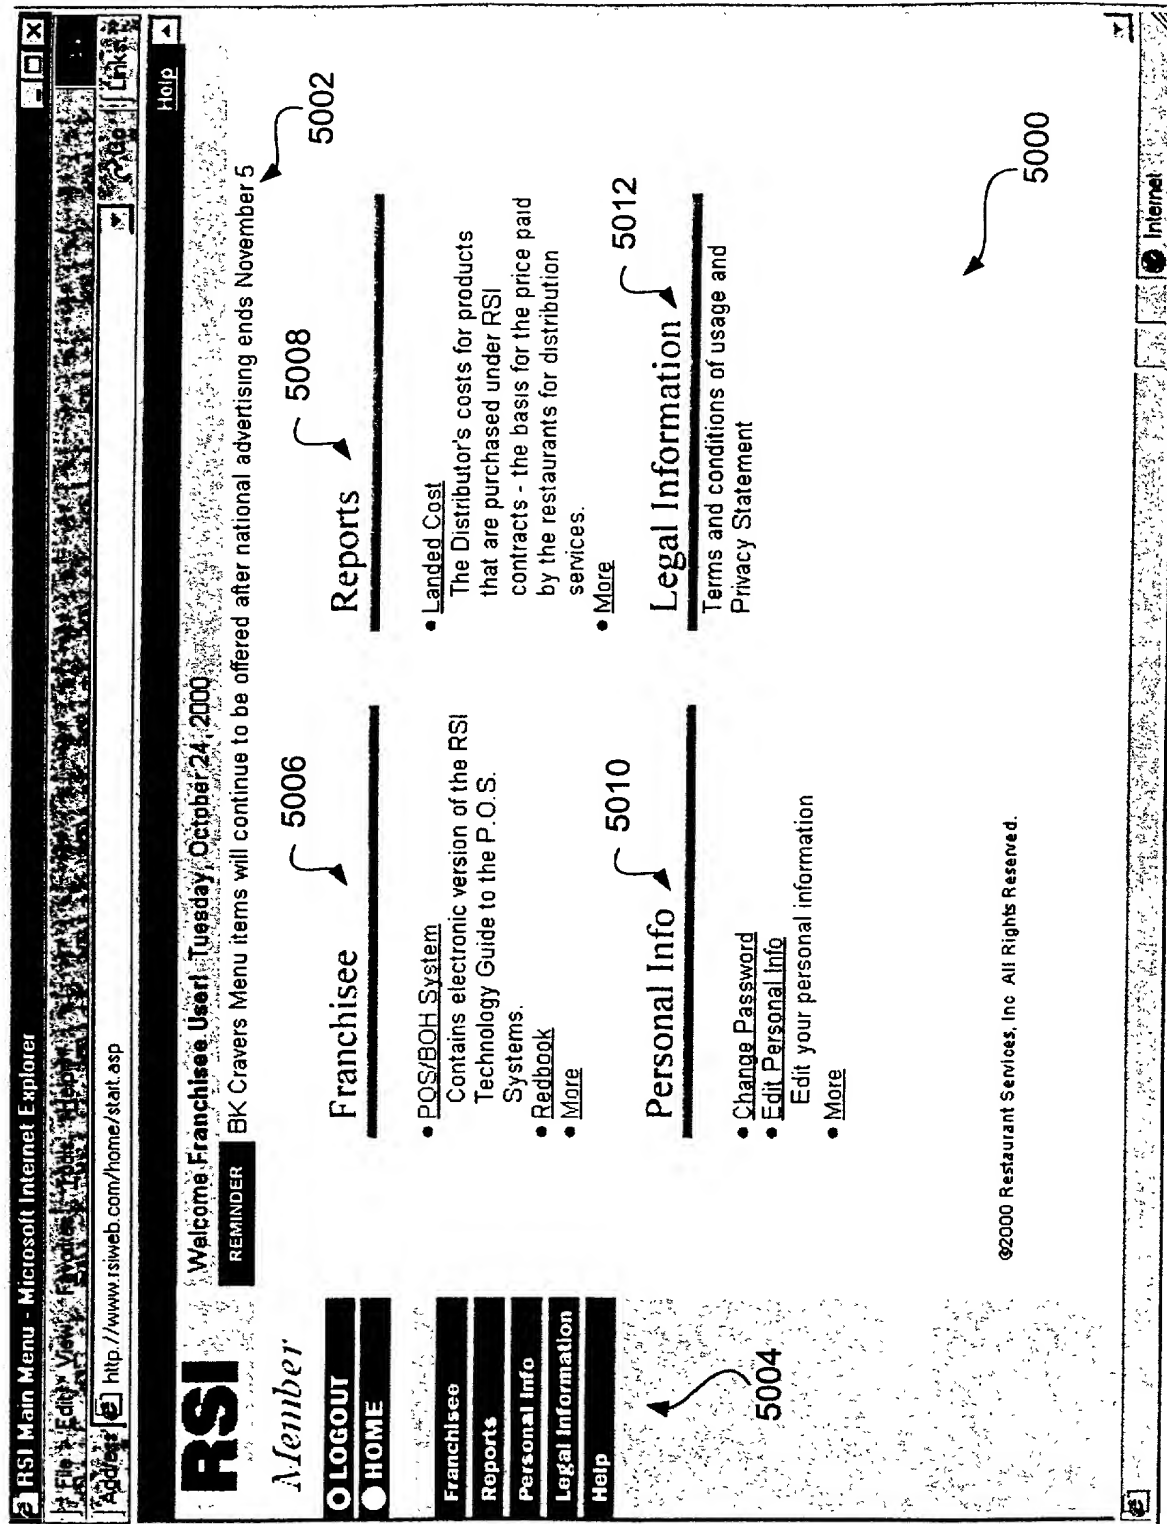 RSI Main Menu - Microsoft Internet Explorer
File Edit View Favorites Tools Help
Address http://www.rsiweb.com/home/start.asp Go Links
Help
RSI
Member
LOGOUT
HOME
Franchisee
Reports
Personal Info
Legal Information
Help
5004
Welcome Franchisee User! Tuesday, October 24, 2000
REMINDER BK Cravers Menu items will continue to be offered after national advertising ends November 5
5002
Franchisee
5006
• POS/BOH System
Contains electronic version of the RSI
Technology Guide to the P.O.S.
Systems.
• Redbook
• More
Reports
5008
• Landed Cost
The Distributor's costs for products
that are purchased under RSI
contracts - the basis for the price paid
by the restaurants for distribution
services.
• More
Personal Info
5010
• Change Password
• Edit Personal Info
Edit your personal information
• More
Legal Information
5012
Terms and conditions of usage and
Privacy Statement
5000
©2000 Restaurant Services, Inc. All Rights Reserved.
Internet